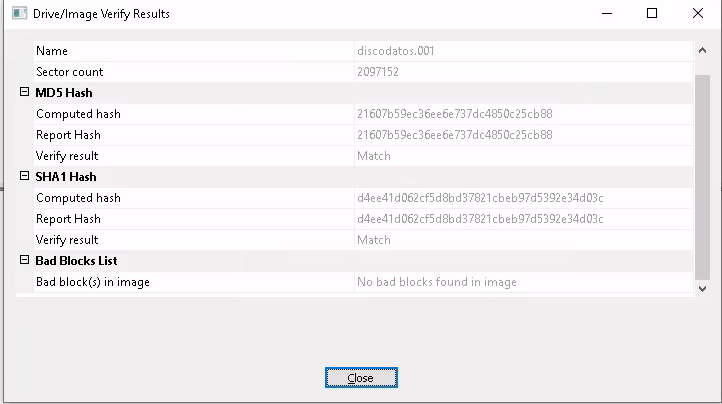 Drive/Image Verify Results
Name discodatos.001
Sector count 2097152
MD5 Hash
Computed hash 21607b59ec36ee6e737dc4850c25cb88
Report Hash 21607b59ec36ee6e737dc4850c25cb88
Verify result Match
SHA1 Hash
Computed hash d4ee41d062cf5d8bd37821cbeb97d5392e34d03c
Report Hash d4ee41d062cf5d8bd37821cbeb97d5392e34d03c
Verify result Match
Bad Blocks List
Bad block(s) in image No bad blocks found in image
Close